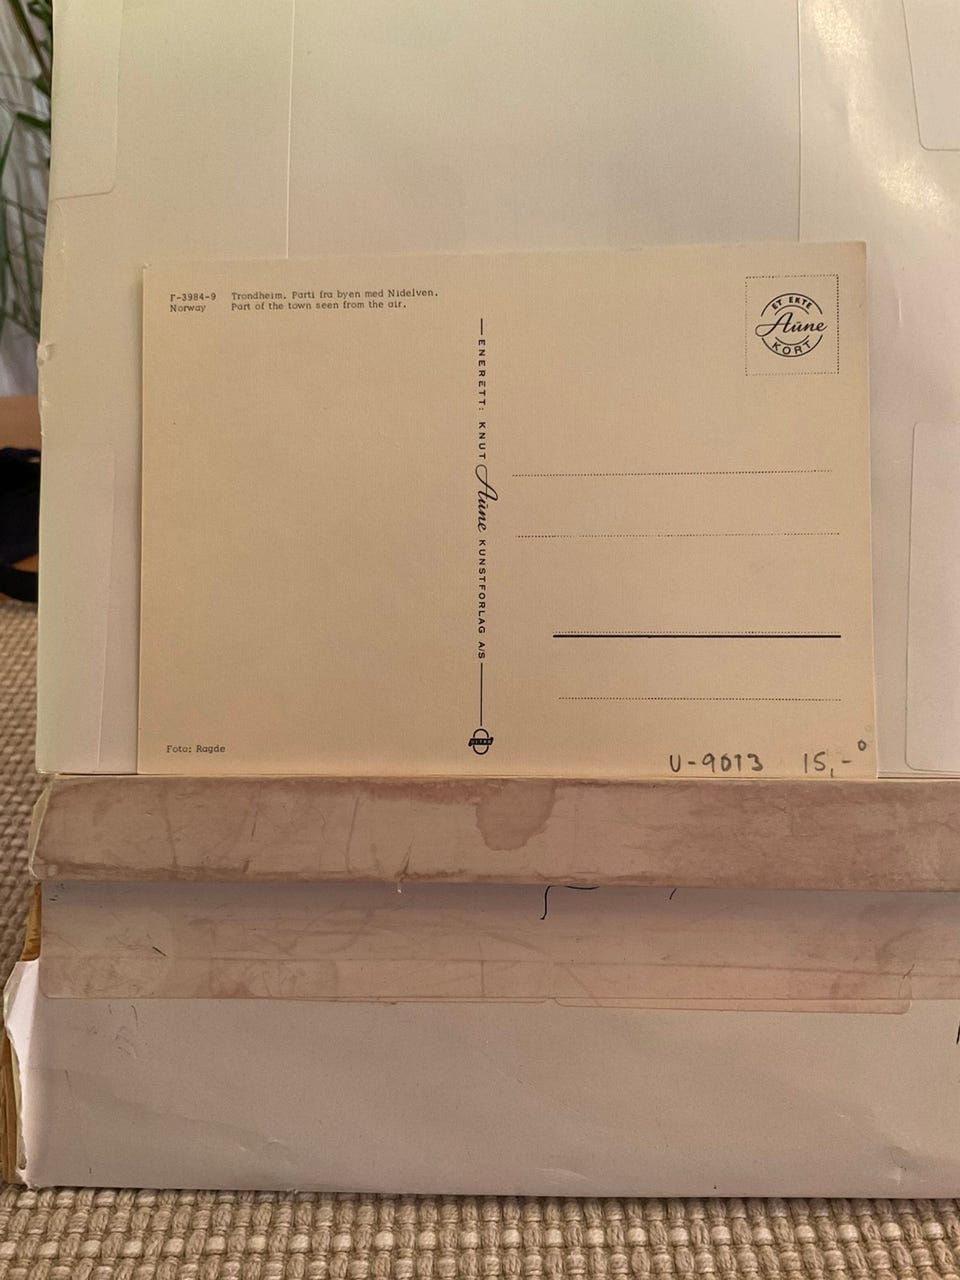 F-3984-9 Trondheim. Parti fra byen med Nidelven.
Norway Part of the town seen from the air.
ET EKTE
Aune
KORT
ENERETT: KNUT Aune KUNSTFORLAG A/S
Foto: Ragde
U-9013 15,-